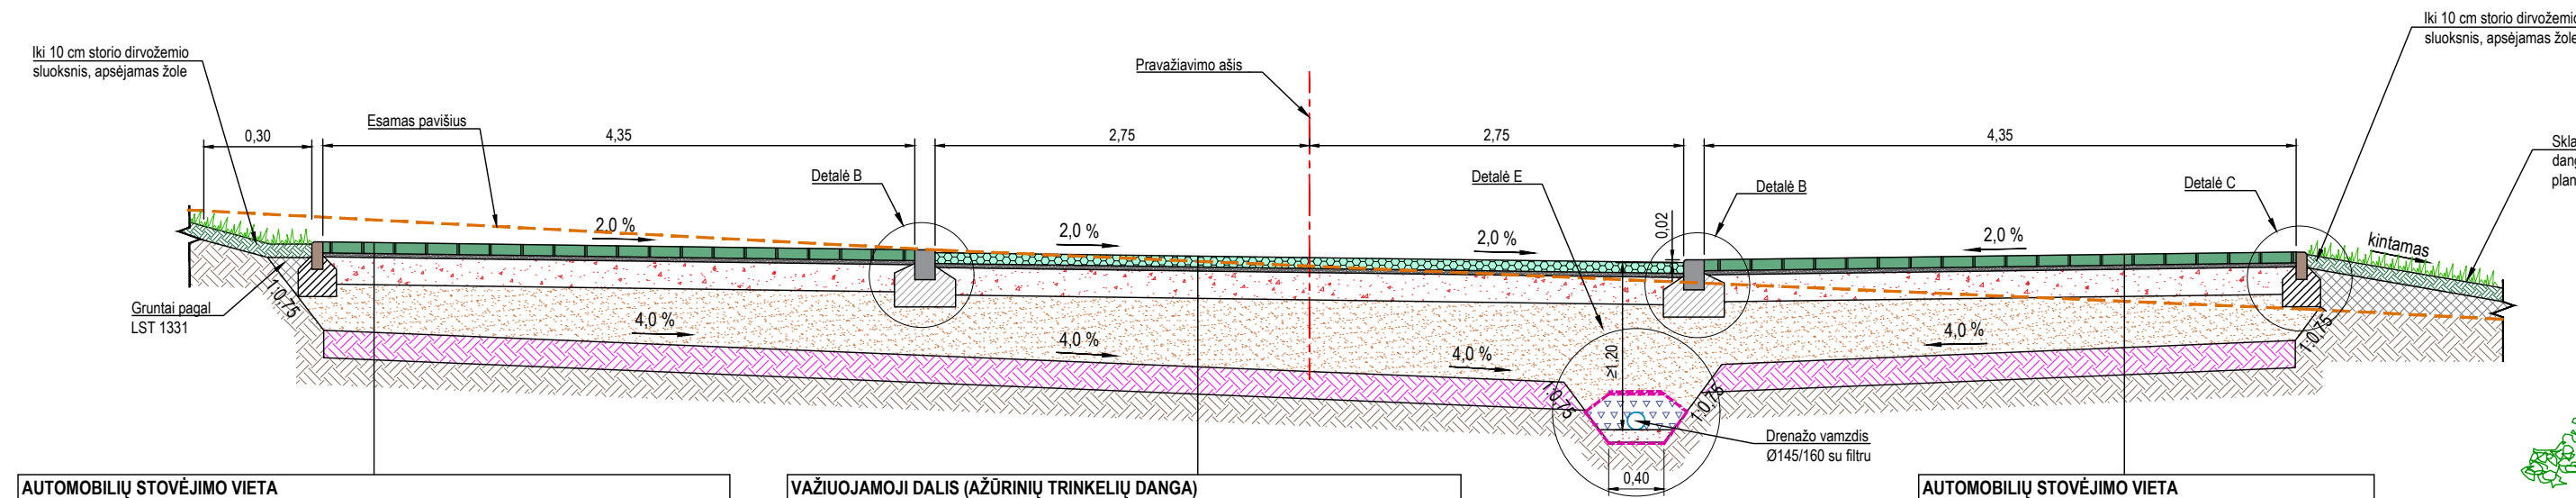 Iki 10 cm storio dirvožemio
sluoksnis, apsėjamas žole
Iki 10 cm storio dirvožemio
sluoksnis, apsėjamas žole
Pravažiavimo ašis
Esamas pavišius
0,30
4,35
2,75
2,75
4,35
Detalė B
Detalė E
Detalė B
Detalė C
2,0 %
2,0 %
2,0 %
0,02
2,0 %
kintamas
Gruntai pagal
LST 1331
1:0,75
4,0 %
4,0 %
4,0 %
≥1,20
4,0 %
1:0,75
1:0,75
1:0,75
Drenažo vamzdis
Ø145/160 su filtru
0,40
AUTOMOBILIŲ STOVĖJIMO VIETA
VAŽIUOJAMOJI DALIS (AŽŪRINIŲ TRINKELIŲ DANGA)
AUTOMOBILIŲ STOVĖJIMO VIETA